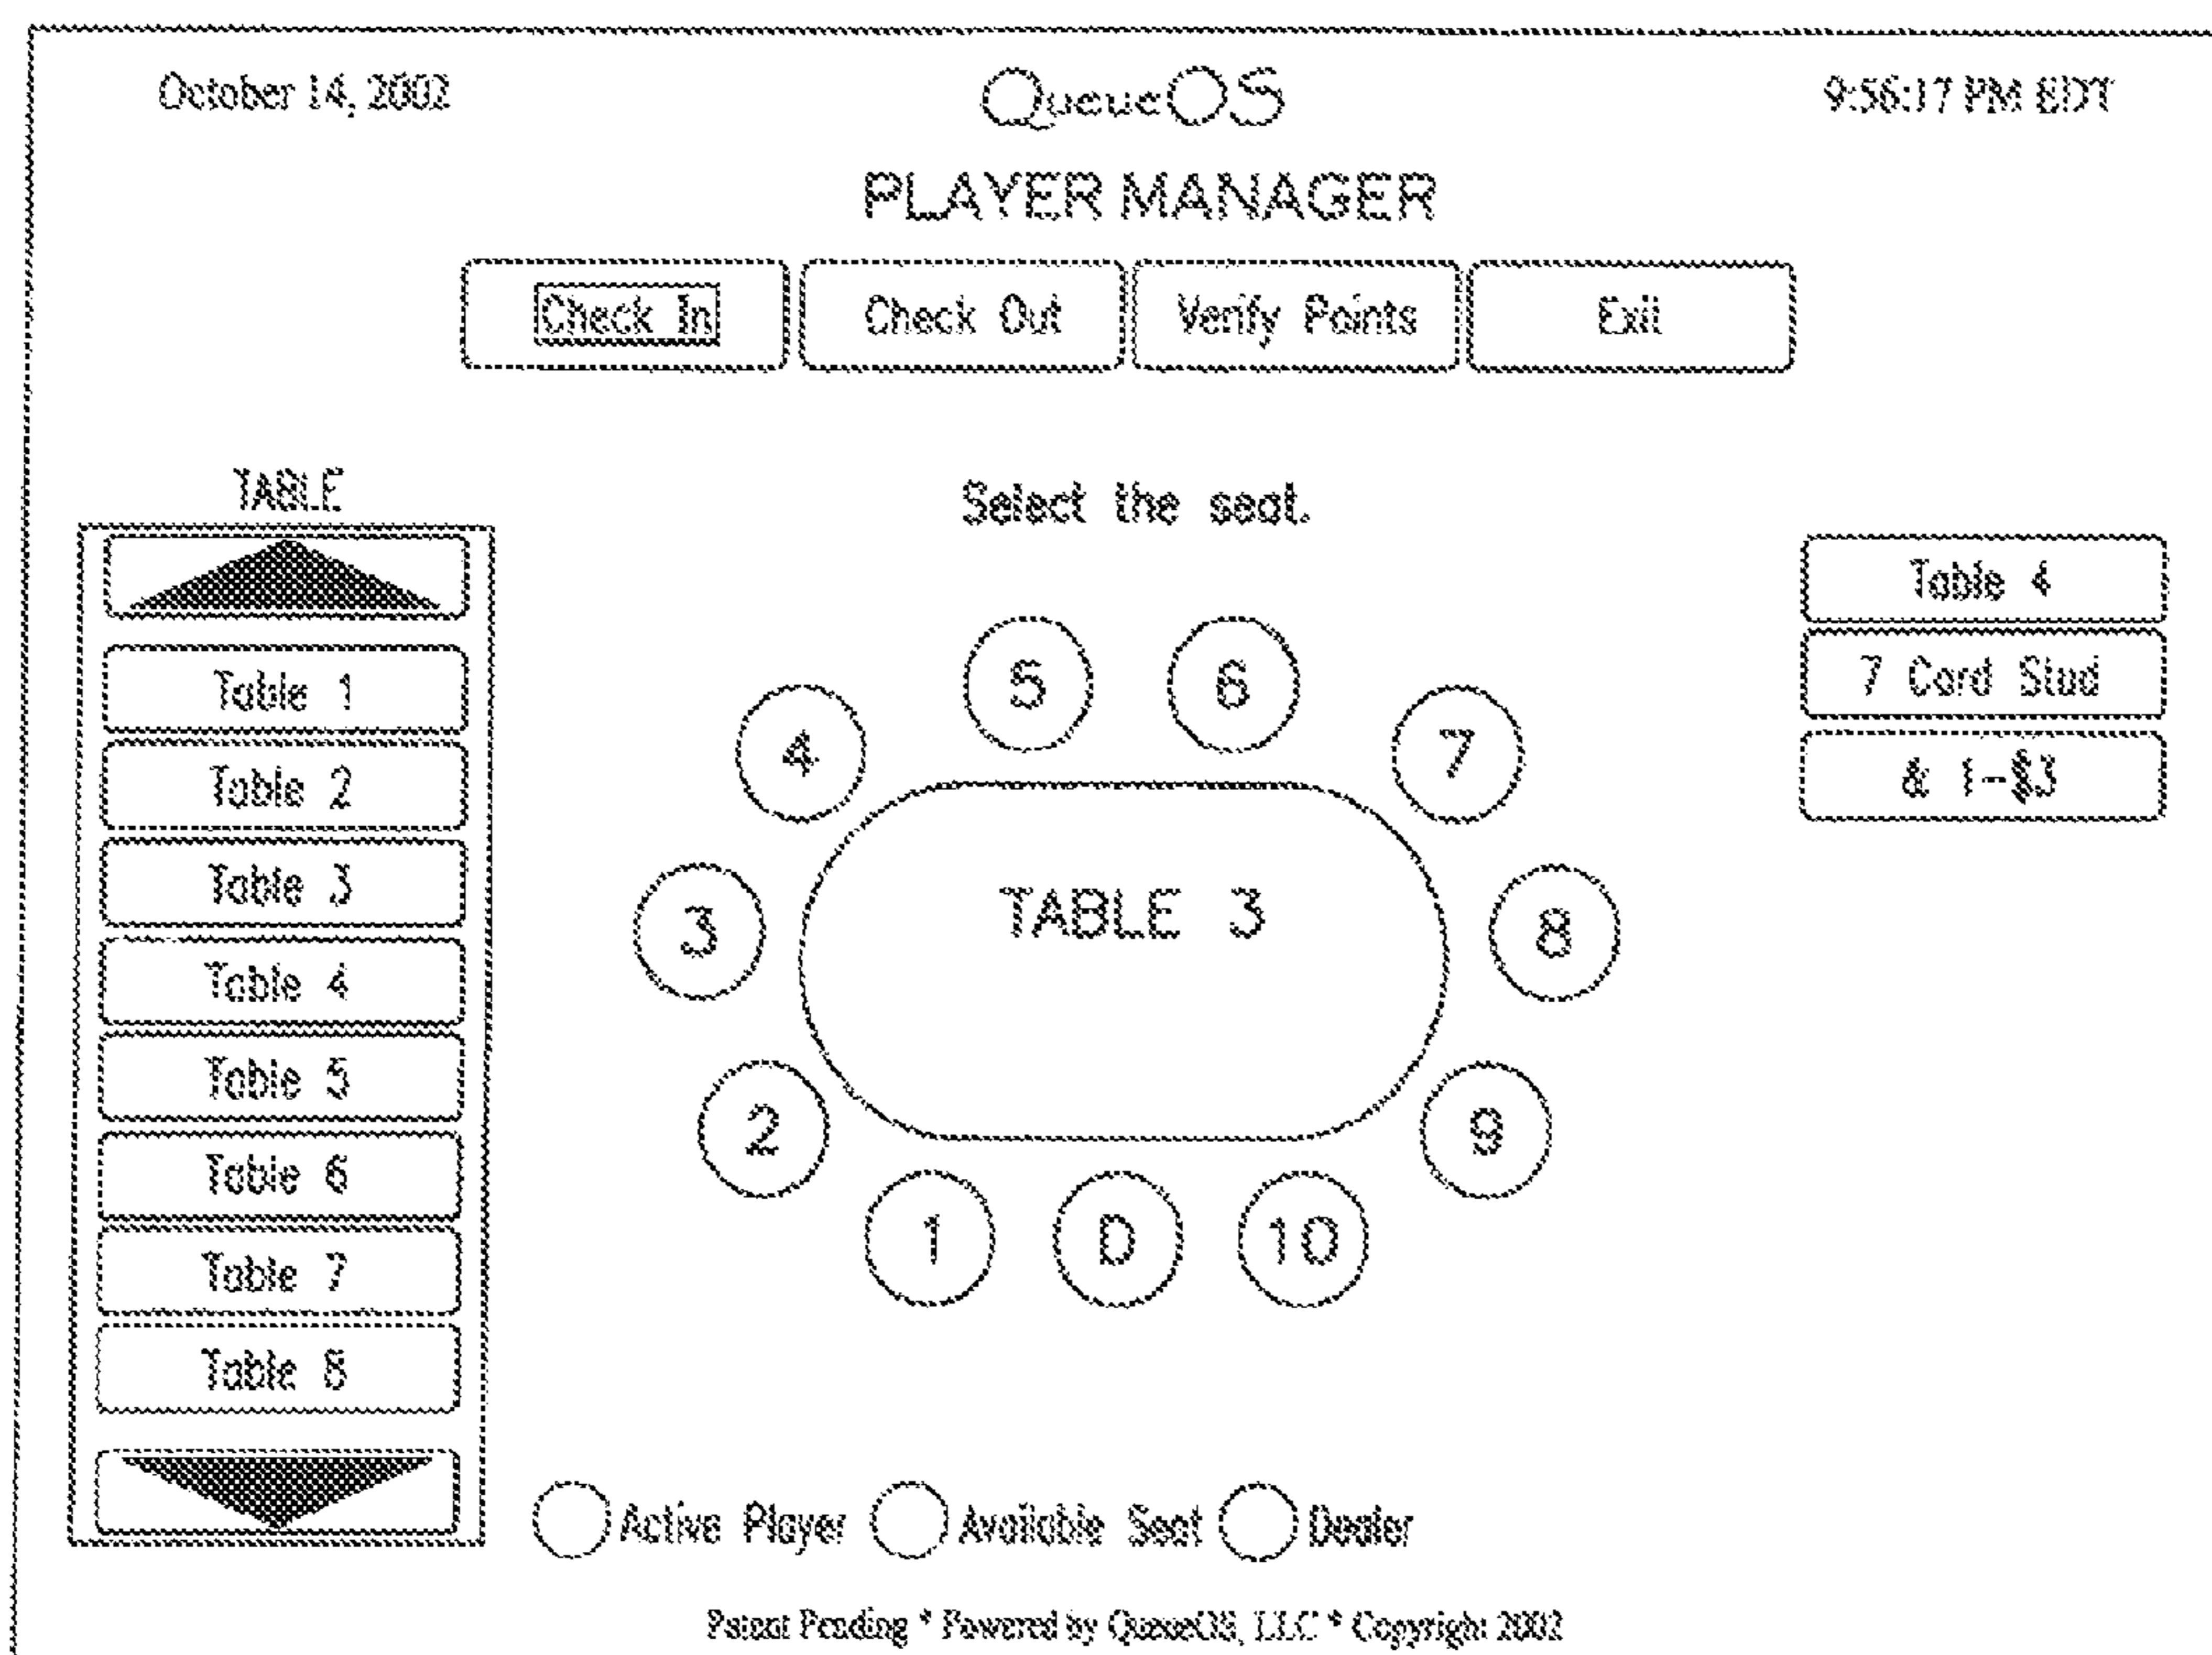 October 14, 2002
QueueOS
9:56:17 PM EDT
PLAYER MANAGER
Check In
Check Out
Verify Points
Exit
TABLE
Table 1
Table 2
Table 3
Table 4
Table 5
Table 6
Table 7
Table 8
Select the seat.
5
6
4
7
3
TABLE 3
8
2
9
1
D
10
Table 4
7 Card Stud
& 1-$3
Active Player
Available Seat
Dealer
Patent Pending * Powered by QueueOS, LLC * Copyright 2002